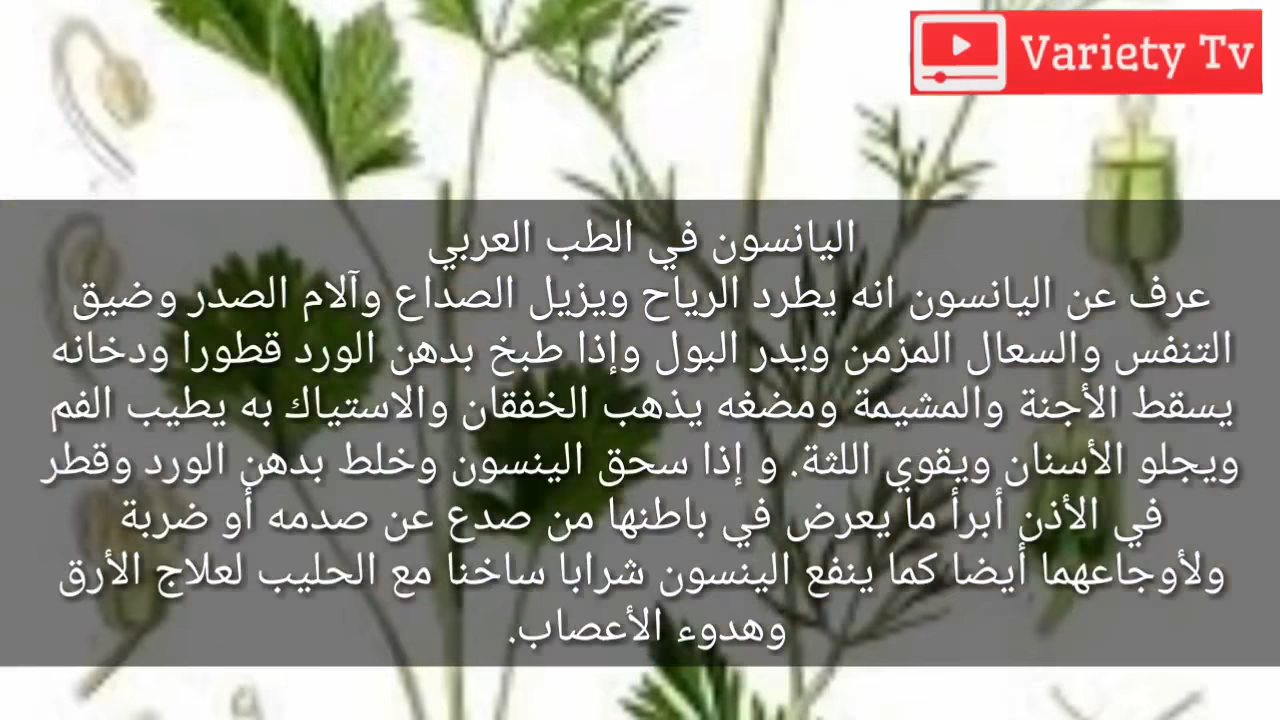 Variety Tv
اليانسون في الطب العربي
عرف عن اليانسون انه يطرد الرياح ويزيل الصداع وآلام الصدر وضيق
التنفس والسعال المزمن ويدر البول وإذا طبخ بدهن الورد قطورا ودخانه
يسقط الأجنة والمشيمة ومضغه يذهب الخفقان والاستياك به يطيب الفم
ويجلو الأسنان ويقوي اللثة. و إذا سحق الينسون وخلط بدهن الورد وقطر
في الأذن أبرأ ما يعرض في باطنها من صدع عن صدمه أو ضربة
ولأوجاعهما أيضا كما ينفع الينسون شرابا ساخنا مع الحليب لعلاج الأرق
وهدوء الأعصاب.